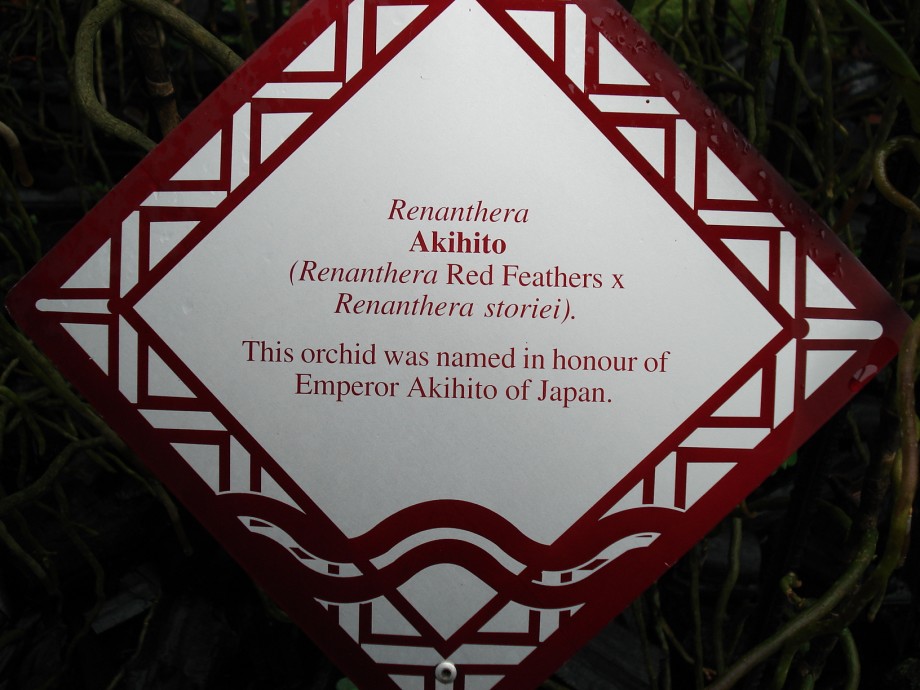 Renanthera
Akihito
(Renanthera Red Feathers x
Renanthera storiei).
This orchid was named in honour of
Emperor Akihito of Japan.